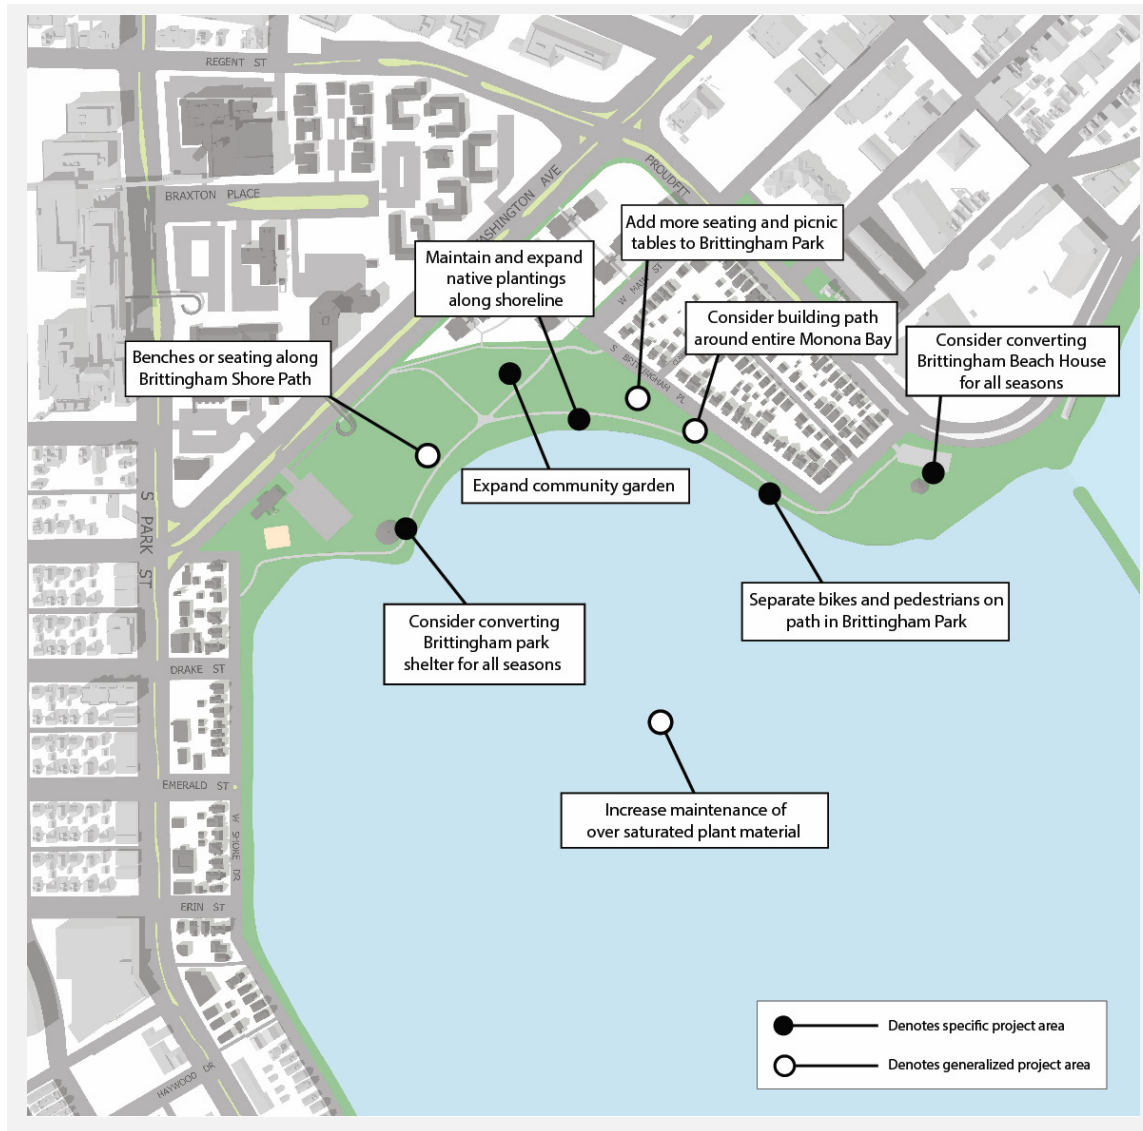 REGENT ST
BRAXTON PLACE
WASHINGTON AVE
PROUDFIT
Add more seating and picnic
tables to Brittingham Park
Maintain and expand
native plantings
along shoreline
W MAIN ST
Consider building path
around entire Monona Bay
Consider converting
Brittingham Beach House
for all seasons
Benches or seating along
Brittingham Shore Path
S BRITTINGHAM PL
Expand community garden
S PARK ST
Separate bikes and pedestrians on
path in Brittingham Park
Consider converting
Brittingham park
shelter for all seasons
DRAKE ST
EMERALD ST
Increase maintenance of
over saturated plant material
W SHORE DR
ERIN ST
HAYWOOD DR
Denotes specific project area
Denotes generalized project area